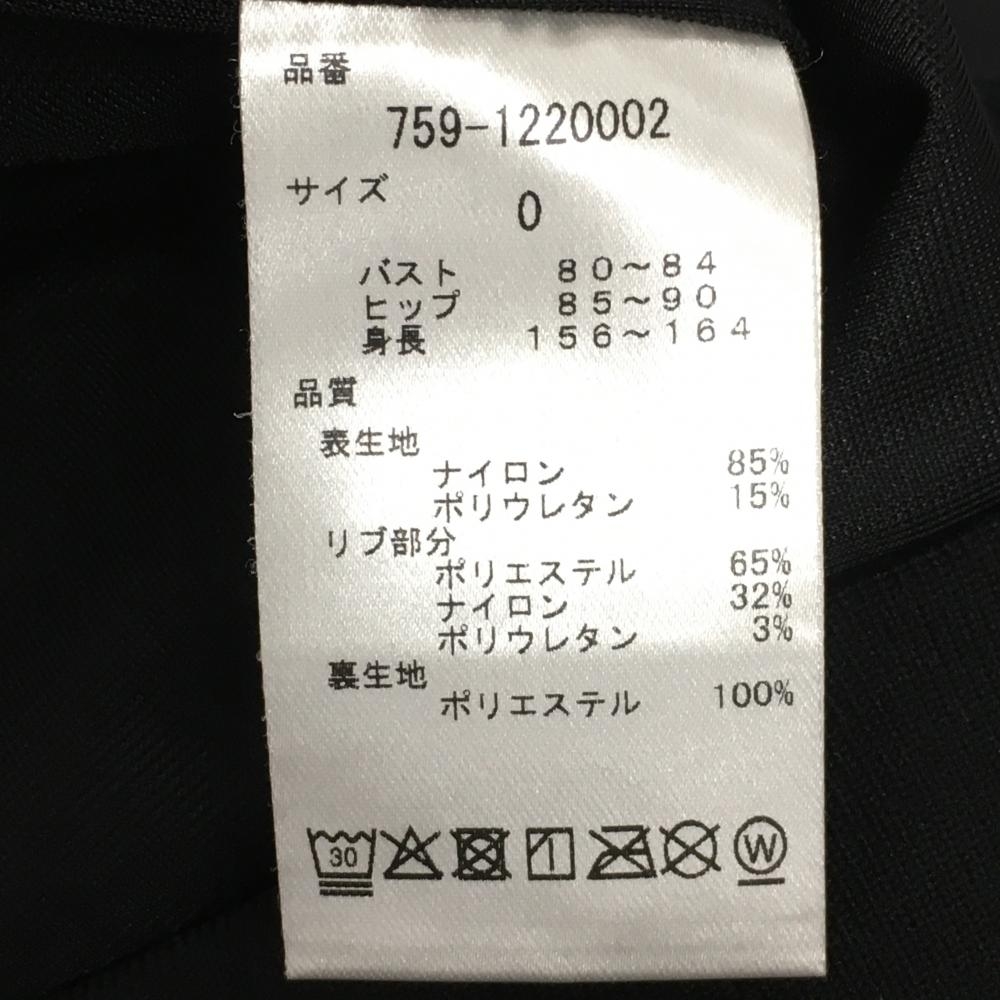 品番
759-1220002
サイズ
0
バスト 80~84
ヒップ 85~90
身長 156~164
品質
表生地
ナイロン 85%
ポリウレタン 15%
リブ部分
ポリエステル 65%
ナイロン 32%
ポリウレタン 3%
裏生地
ポリエステル 100%
30 W